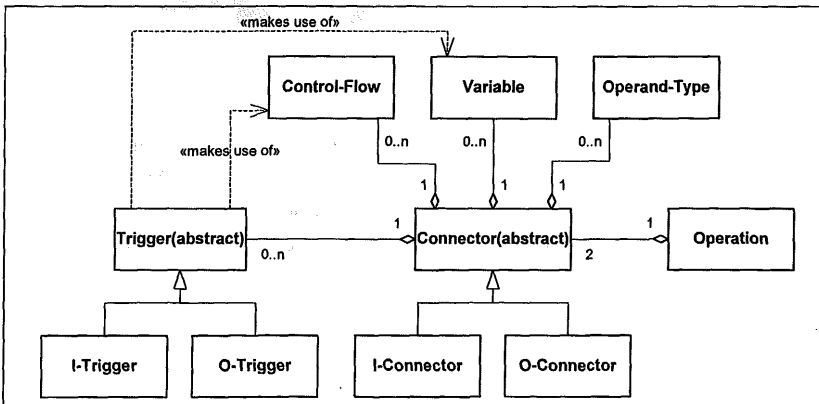 «makes use of»
Control-Flow
Variable
Operand-Type
«makes use of»
0..n
0..n
0..n
1
1
1
Trigger(abstract)
0..n
1
Connector(abstract)
2
1
Operation
I-Trigger
O-Trigger
I-Connector
O-Connector